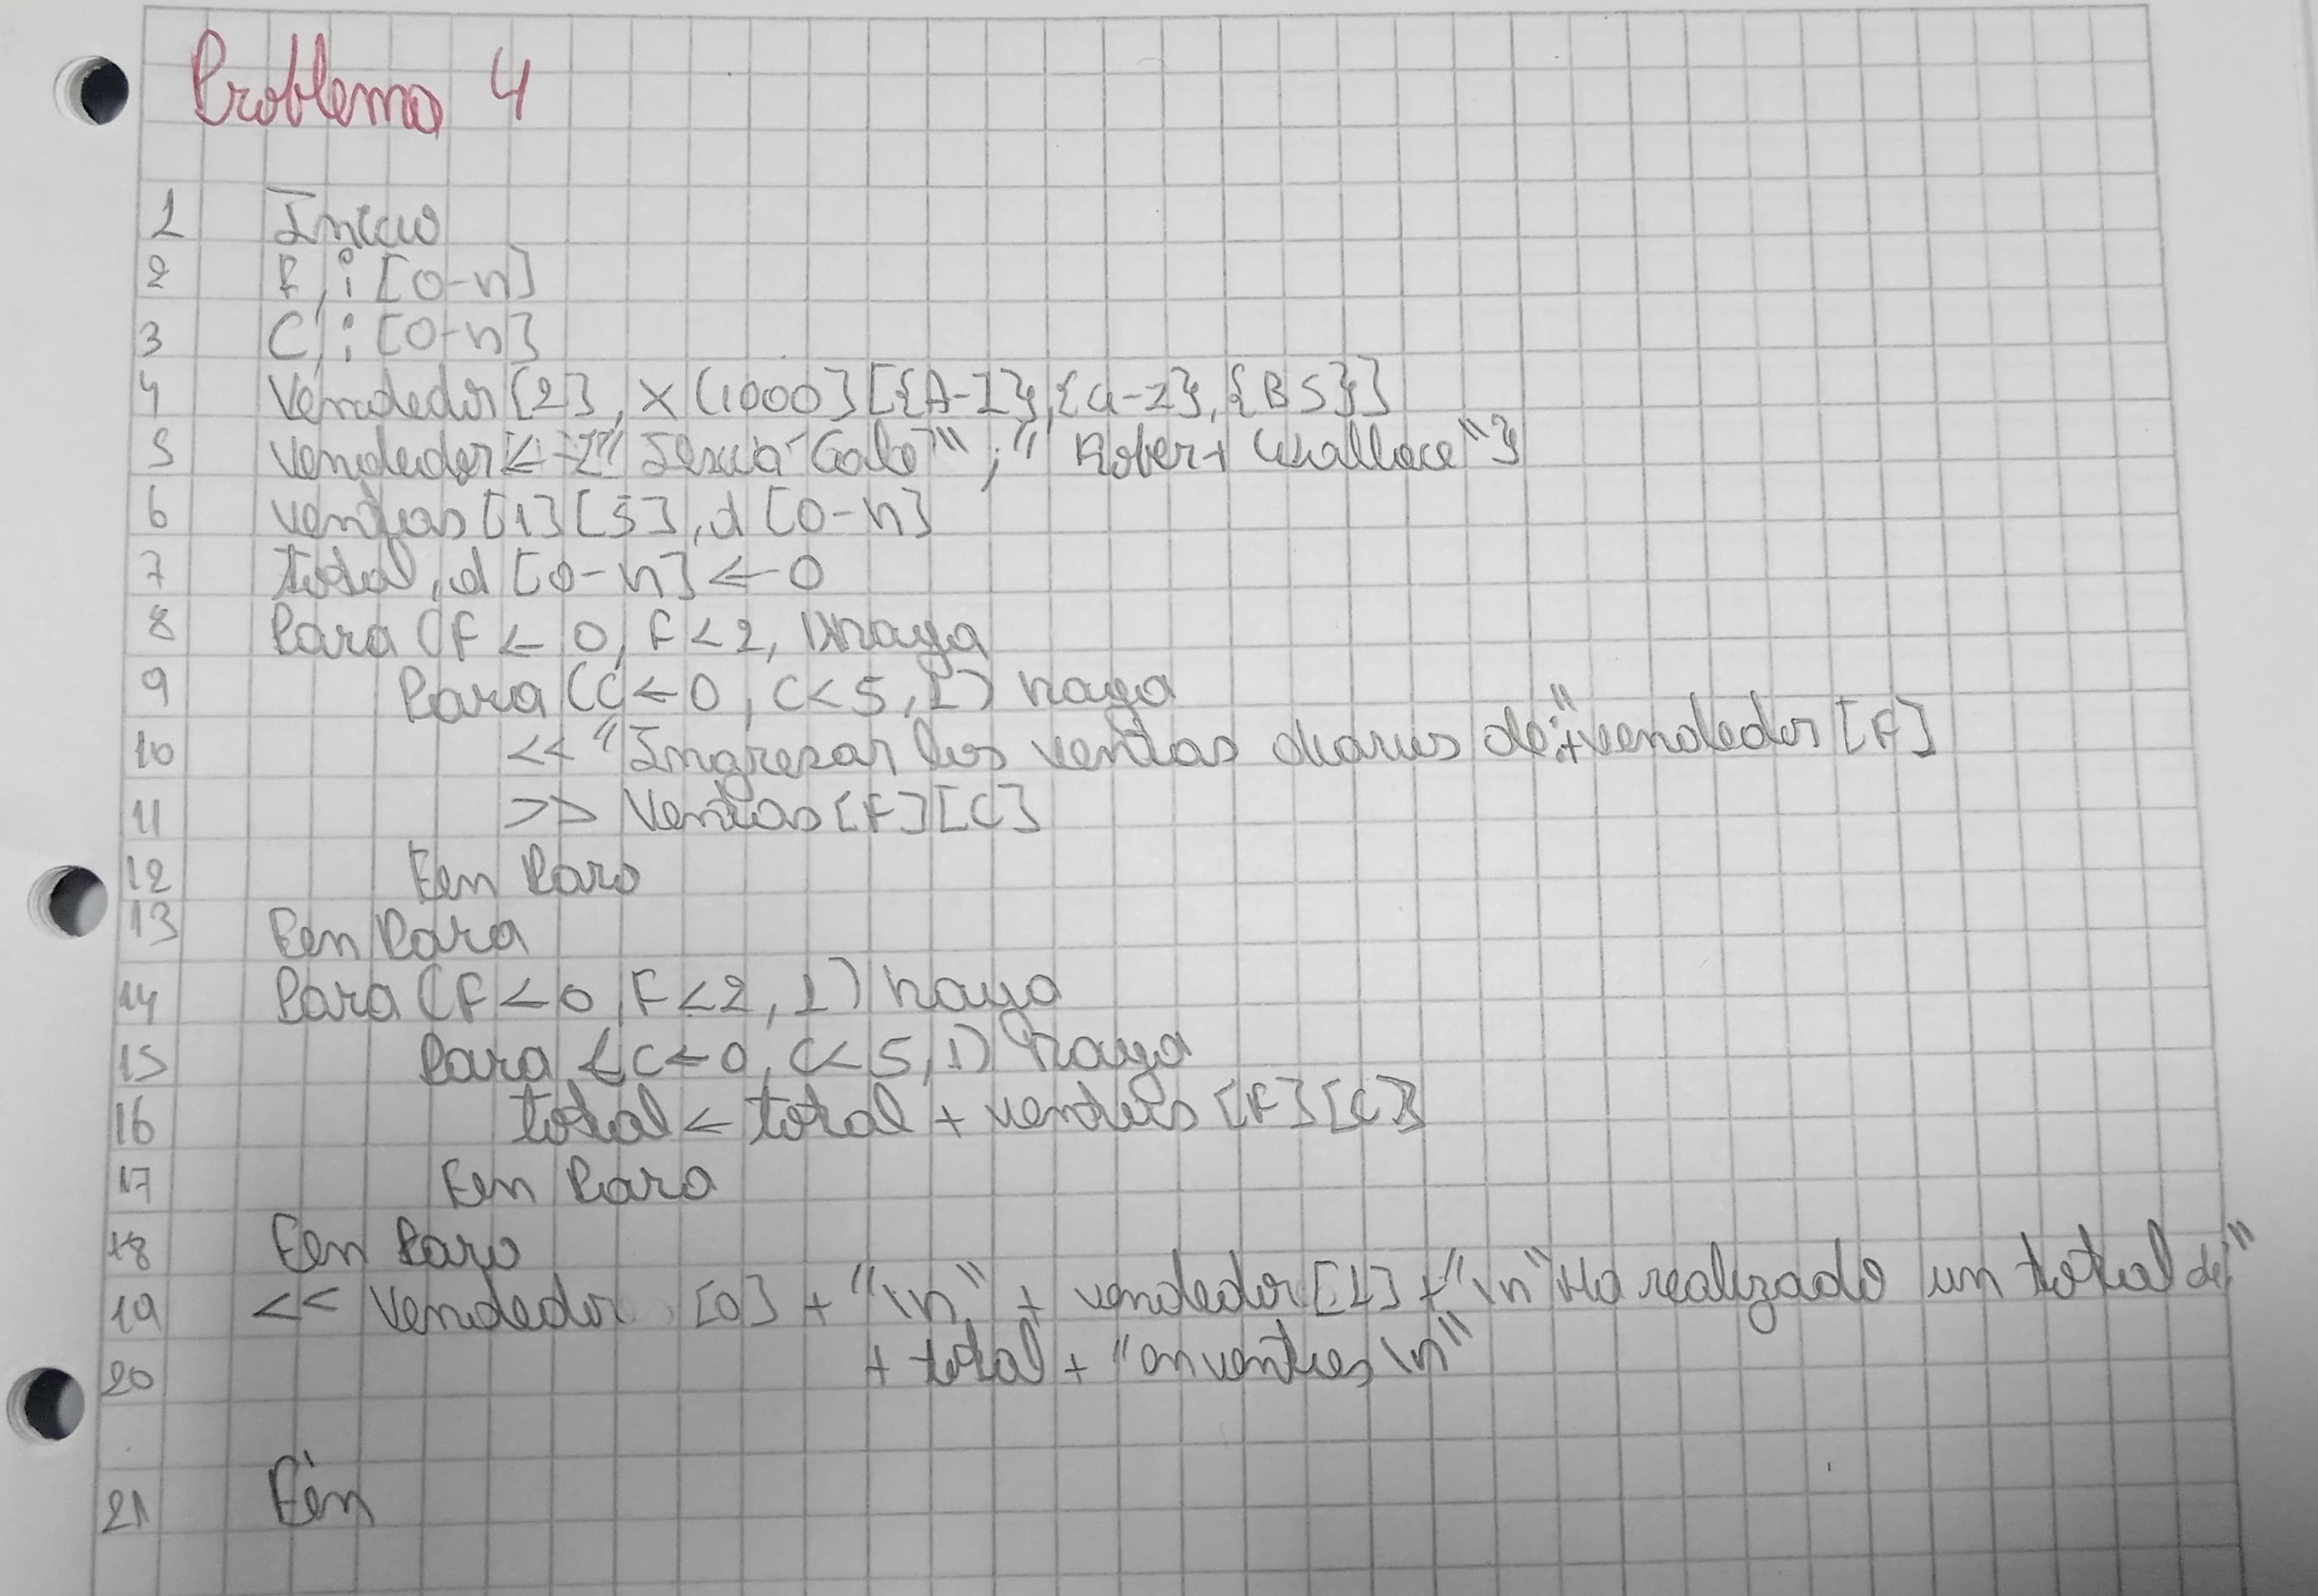 Problema 4
1 Inicio
2 F, i [0-n]
3 C, i [0-n]
4 Vendedor [2], X (1000] [{A-Z},{a-z}, {BS}]
5 vendedor <- {" Gale" ; " Robert Wallace"}
6 ventas [1] [5], d [0-n]
7 total, d [0-n] <- 0
8 Para (F <- 0, F<2, 1) haga
9 Para (C <- 0, C<5, 1) haga
10 << "Ingresar las ventas diarias de:" + vendedor [F]
11 >> Ventas [F] [C]
12 Fin Para
13 Fin Para
14 Para (F <- 0, F<2, 1) haga
15 Para (C <- 0, C<5, 1) haga
16 total <- total + ventas [F] [C]
17 Fin Para
18 Fin Para
19 << Vendedor [0] + "\n" + vendedor [1] + "\n" Ha realizado un total de:"
20 + total + "en ventas \n"
21 Fin